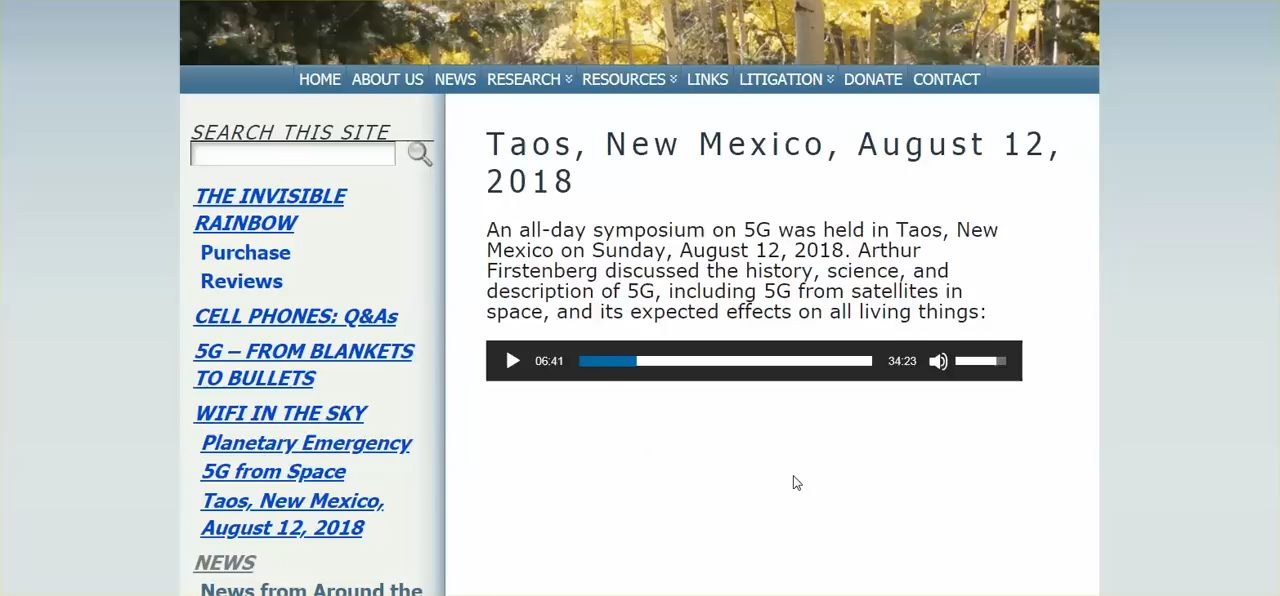 HOME ABOUT US NEWS RESEARCH RESOURCES LINKS LITIGATION DONATE CONTACT
SEARCH THIS SITE
THE INVISIBLE
RAINBOW
Purchase
Reviews
CELL PHONES: Q&As
5G – FROM BLANKETS
TO BULLETS
WIFI IN THE SKY
Planetary Emergency
5G from Space
Taos, New Mexico,
August 12, 2018
NEWS
News from Around the
Taos, New Mexico, August 12,
2018
An all-day symposium on 5G was held in Taos, New
Mexico on Sunday, August 12, 2018. Arthur
Firstenberg discussed the history, science, and
description of 5G, including 5G from satellites in
space, and its expected effects on all living things:
06:41 34:23